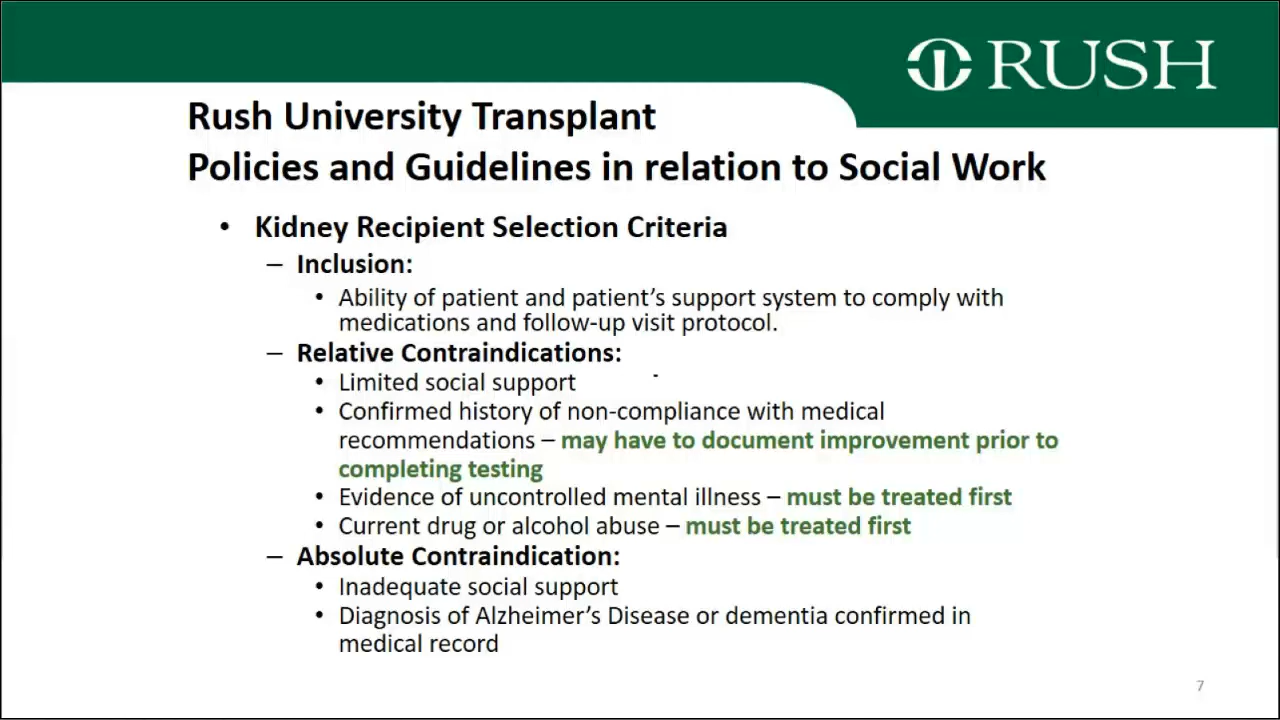 RUSH
Rush University Transplant
Policies and Guidelines in relation to Social Work
• Kidney Recipient Selection Criteria
– Inclusion:
• Ability of patient and patient’s support system to comply with
medications and follow-up visit protocol.
– Relative Contraindications:
• Limited social support
• Confirmed history of non-compliance with medical
recommendations – may have to document improvement prior to
completing testing
• Evidence of uncontrolled mental illness – must be treated first
• Current drug or alcohol abuse – must be treated first
– Absolute Contraindication:
• Inadequate social support
• Diagnosis of Alzheimer’s Disease or dementia confirmed in
medical record
7